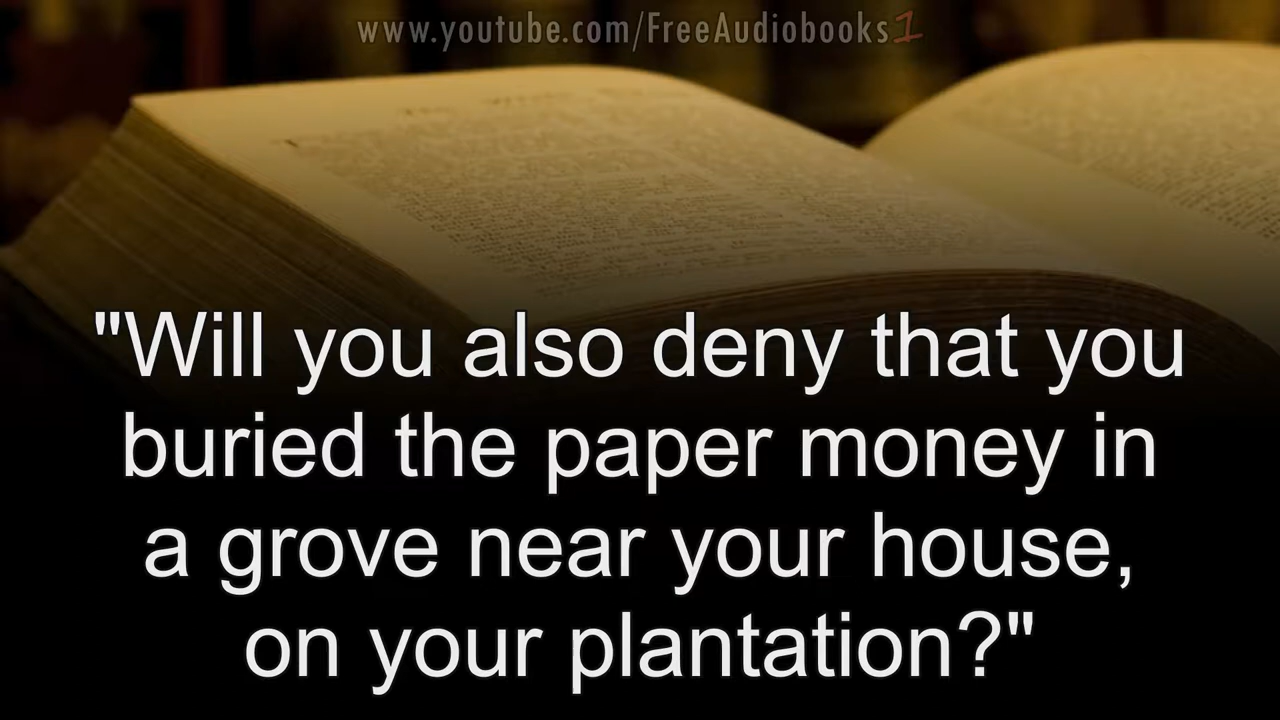 www.youtube.com/FreeAudiobooks1
"Will you also deny that you
buried the paper money in
a grove near your house,
on your plantation?"